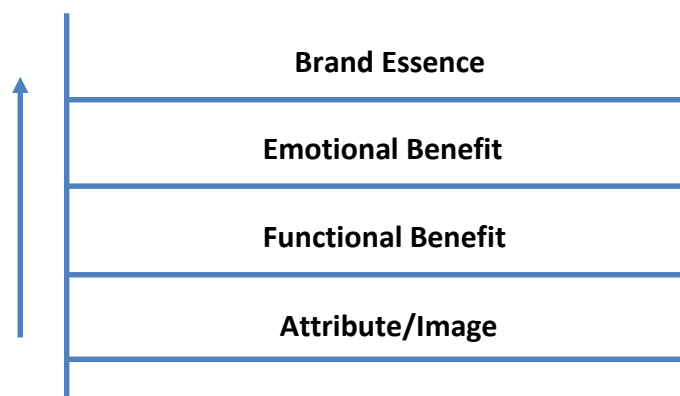 Brand Essence
Emotional Benefit
Functional Benefit
Attribute/Image